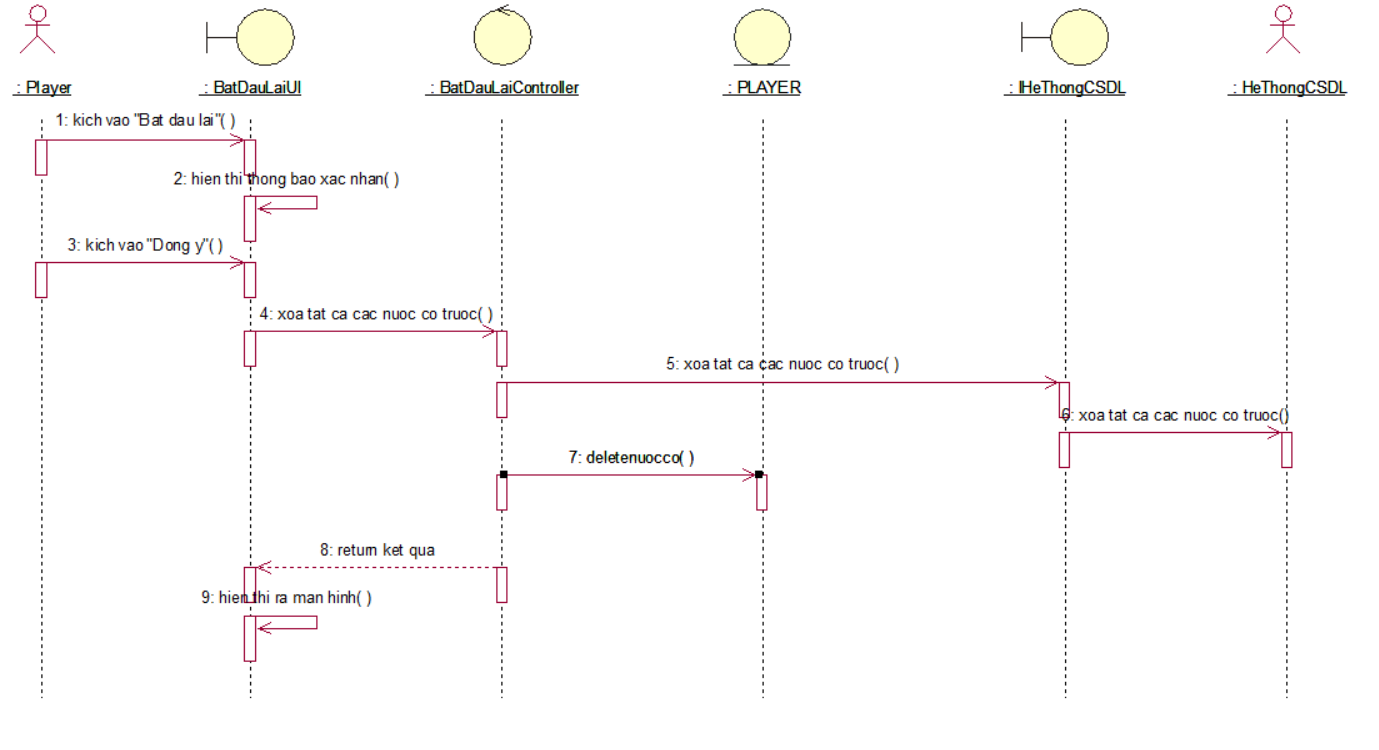 : Player
: BatDauLaiUI
: BatDauLaiController
: PLAYER
: IHeThongCSDL
: HeThongCSDL
1: kich vao "Bat dau lai"( )
2: hien thi thong bao xac nhan( )
3: kich vao "Dong y"( )
4: xoa tat ca cac nuoc co truoc( )
5: xoa tat ca cac nuoc co truoc( )
6: xoa tat ca cac nuoc co truoc()
7: deletenuocco( )
8: return ket qua
9: hien thi ra man hinh( )